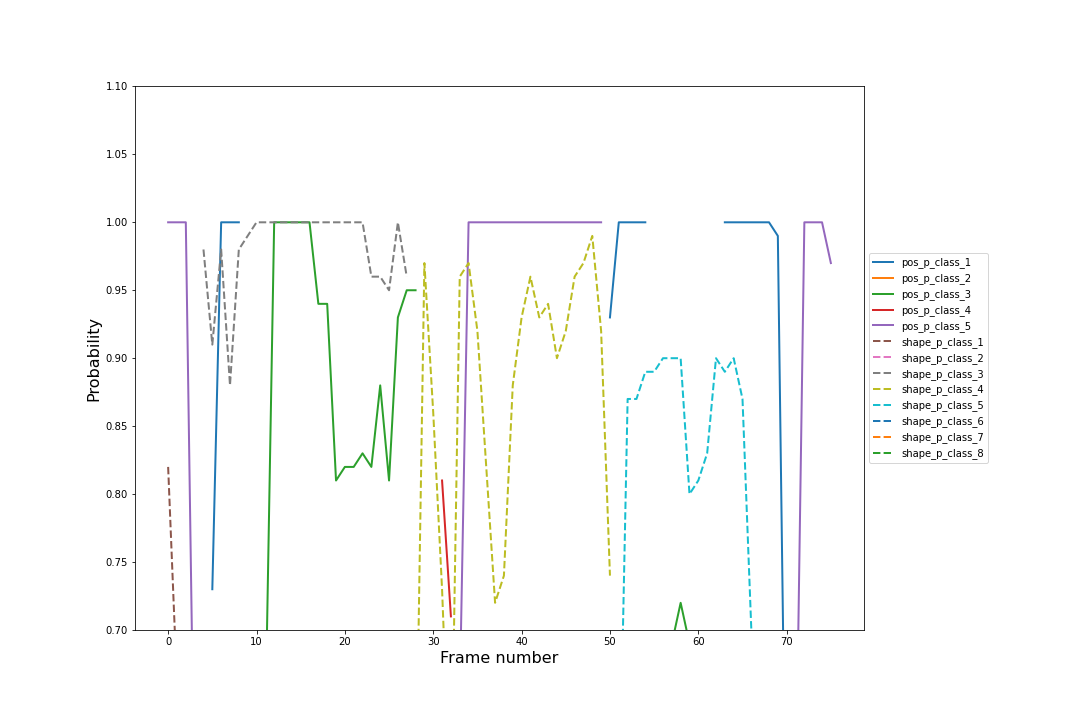 1.10
1.05
1.00
0.95
0.90
0.85
0.80
0.75
0.70
Probability
0 10 20 30 40 50 60 70
Frame number
pos_p_class_1
pos_p_class_2
pos_p_class_3
pos_p_class_4
pos_p_class_5
shape_p_class_1
shape_p_class_2
shape_p_class_3
shape_p_class_4
shape_p_class_5
shape_p_class_6
shape_p_class_7
shape_p_class_8